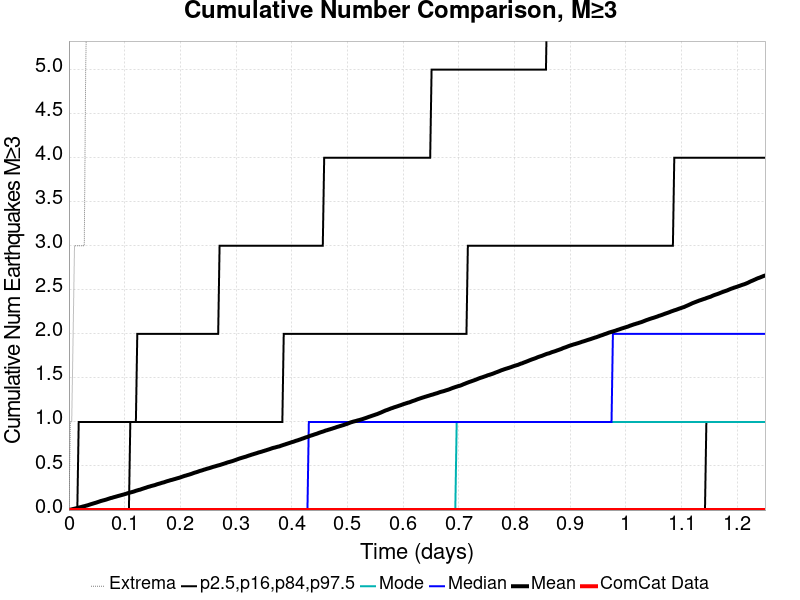 Cumulative Number Comparison, M≥3
Cumulative Num Earthquakes M≥3
5.0
4.5
4.0
3.5
3.0
2.5
2.0
1.5
1.0
0.5
0.0
0 0.1 0.2 0.3 0.4 0.5 0.6 0.7 0.8 0.9 1 1.1 1.2
Time (days)
Extrema p2.5,p16,p84,p97.5 Mode Median Mean ComCat Data